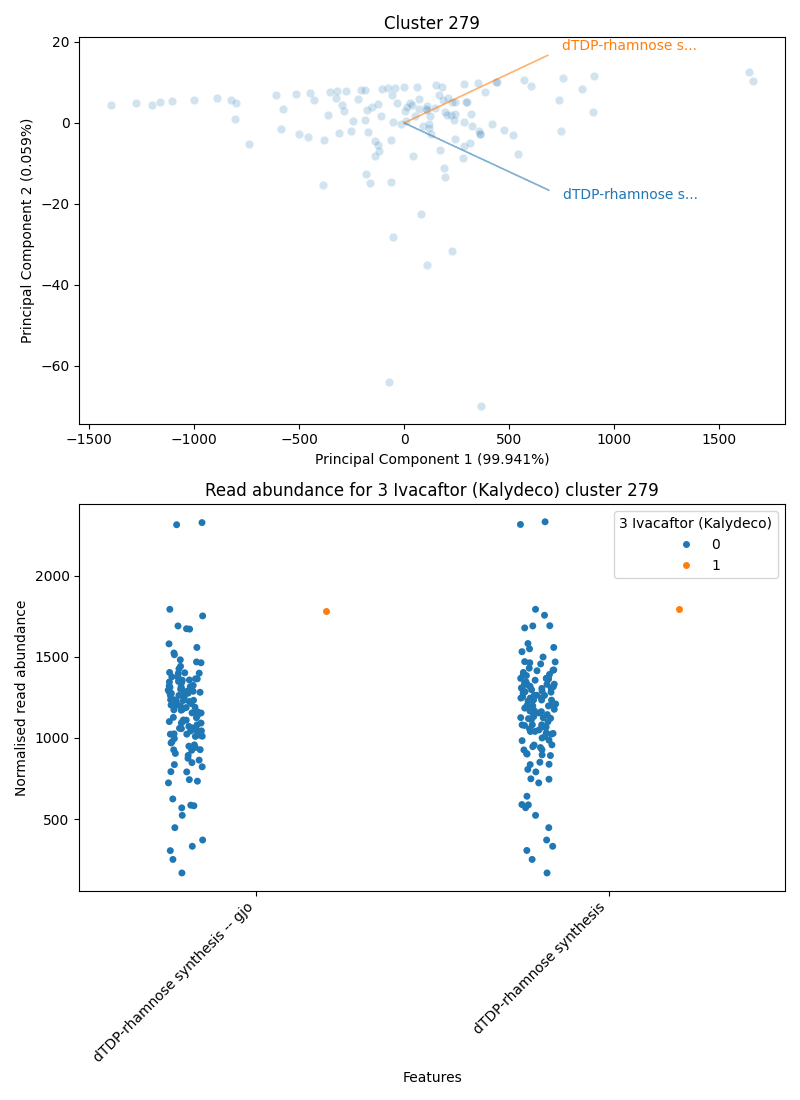 Cluster 279
20
0
−20
−40
−60
Principal Component 2 (0.059%)
dTDP-rhamnose s...
dTDP-rhamnose s...
−1500
−1000
−500
0
500
1000
1500
Principal Component 1 (99.941%)
Read abundance for 3 Ivacaftor (Kalydeco) cluster 279
3 Ivacaftor (Kalydeco)
0
1
2000
1500
1000
500
Normalised read abundance
dTDP-rhamnose synthesis -- gjo
dTDP-rhamnose synthesis
Features